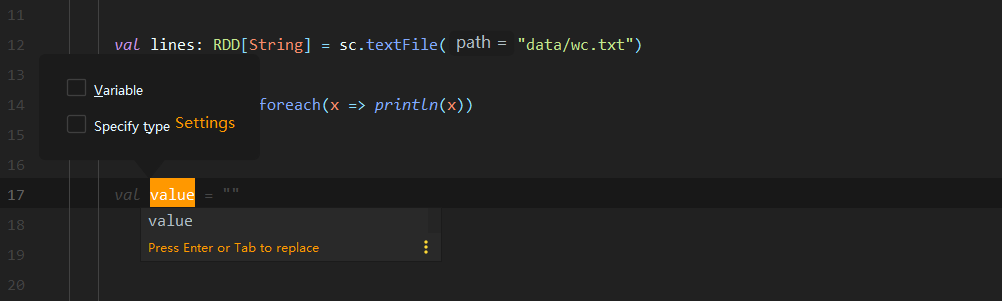 11
12 val lines: RDD[String] = sc.textFile( path = "data/wc.txt")
13
Variable
14 foreach(x => println(x))
Specify type Settings
15
16
17 val value = ""
value
18
Press Enter or Tab to replace
19
20